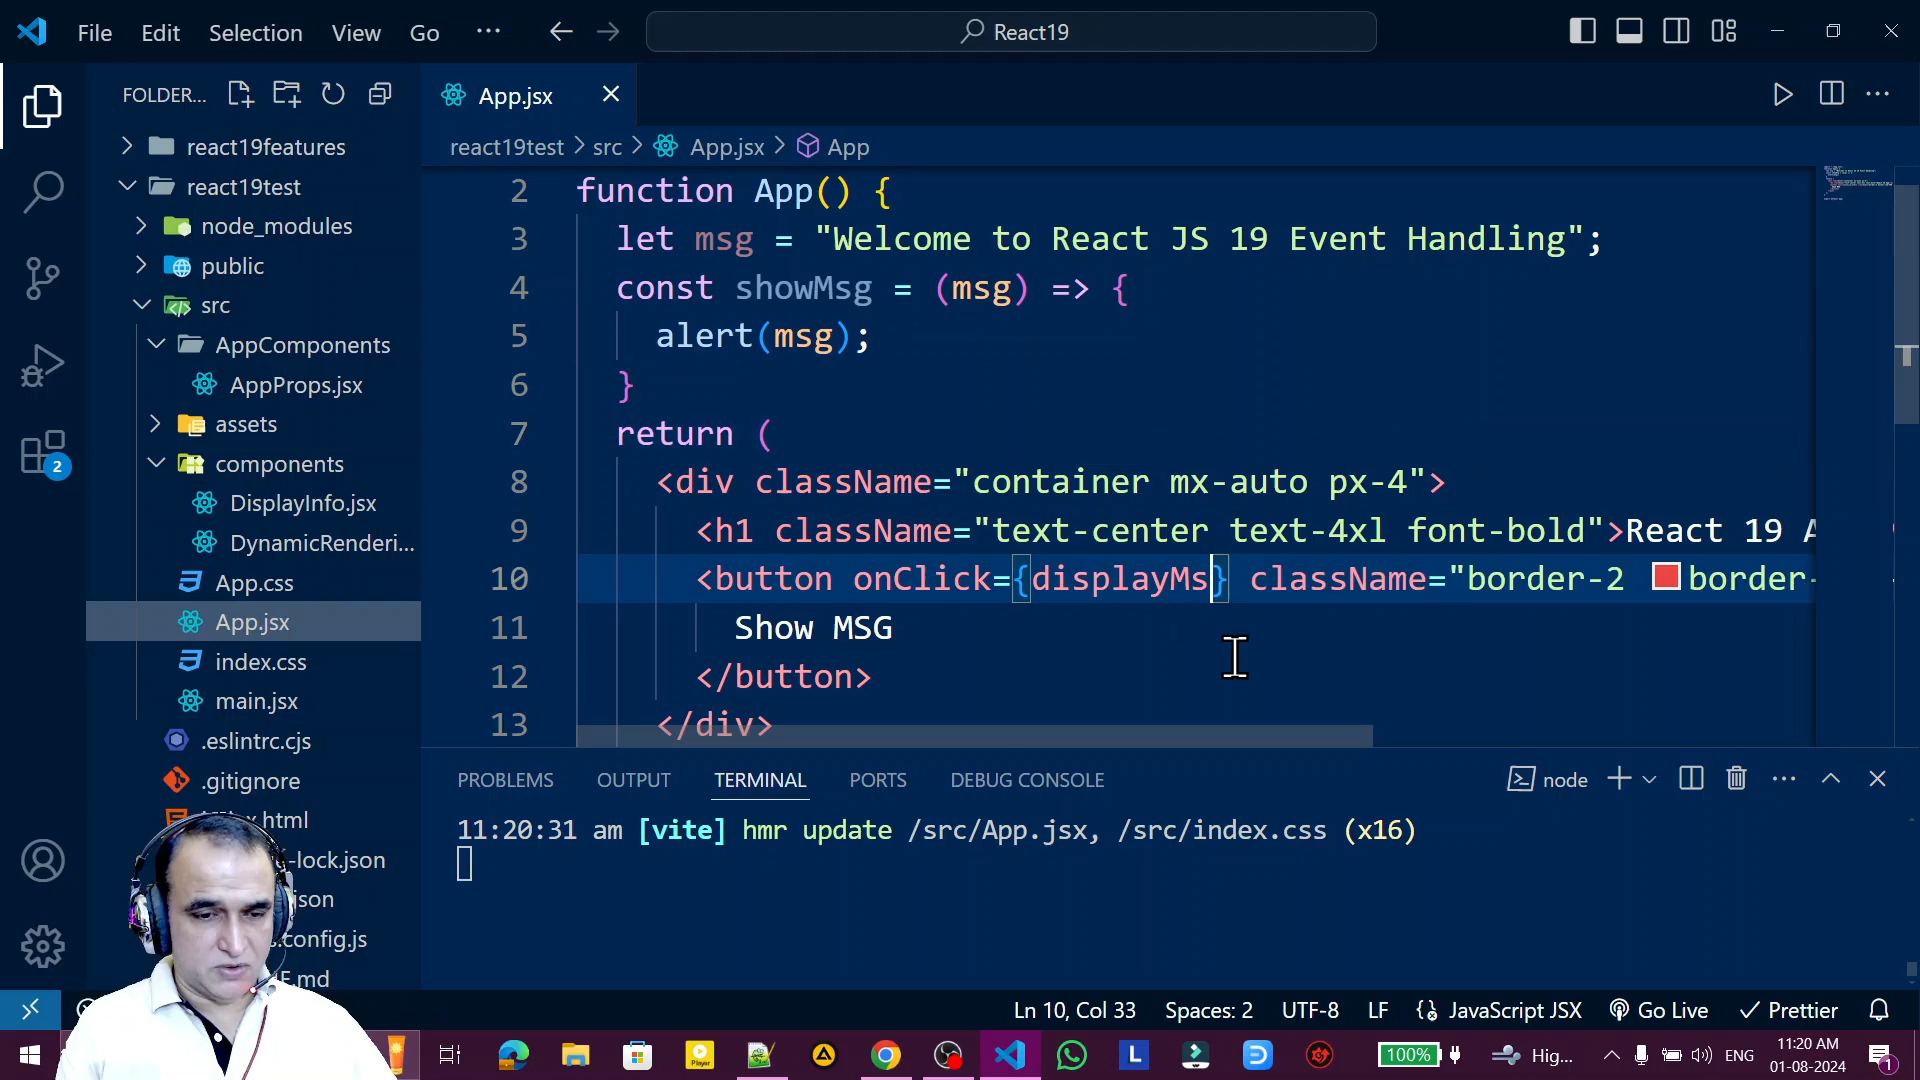 File Edit Selection View Go ··· React19
FOLDER... App.jsx
react19test > src > App.jsx > App
react19features
react19test
node_modules
public
src
AppComponents
AppProps.jsx
assets
components
DisplayInfo.jsx
DynamicRenderi...
App.css
App.jsx
index.css
main.jsx
.eslintrc.cjs
.gitignore
html
-lock.json
json
.config.js
.md
2 function App() {
3 let msg = "Welcome to React JS 19 Event Handling";
4 const showMsg = (msg) => {
5 alert(msg);
6 }
7 return (
8 <div className="container mx-auto px-4">
9 <h1 className="text-center text-4xl font-bold">React 19 A
10 <button onClick={displayMs} className="border-2 border-
11 Show MSG
12 </button>
13 </div>
2
PROBLEMS OUTPUT TERMINAL PORTS DEBUG CONSOLE node
11:20:31 am [vite] hmr update /src/App.jsx, /src/index.css (x16)
Ln 10, Col 33 Spaces: 2 UTF-8 LF JavaScript JSX Go Live Prettier
Player L 100% Hig... ENG 11:20 AM
01-08-2024 1